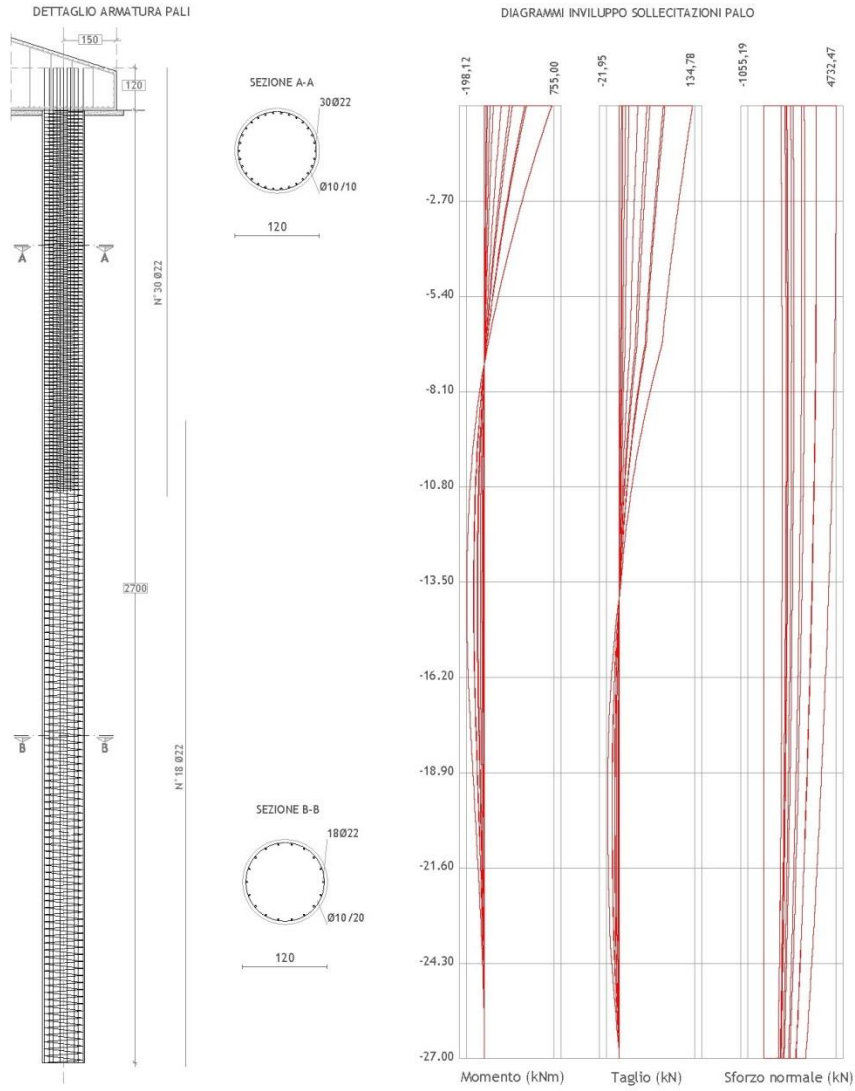 DETTAGLIO ARMATURA PALI
150
120
SEZIONE A-A
30Ø22
Ø10/10
120
A
A
N°30 Ø22
2700
B
B
N°18 Ø22
SEZIONE B-B
18Ø22
Ø10/20
120
DIAGRAMMI INVILUPPO SOLLECITAZIONI PALO
-198,12
755,00
-21,95
134,78
-1055,19
4732,47
-2.70
-5.40
-8.10
-10.80
-13.50
-16.20
-18.90
-21.60
-24.30
-27.00
Momento (kNm)
Taglio (kN)
Sforzo normale (kN)